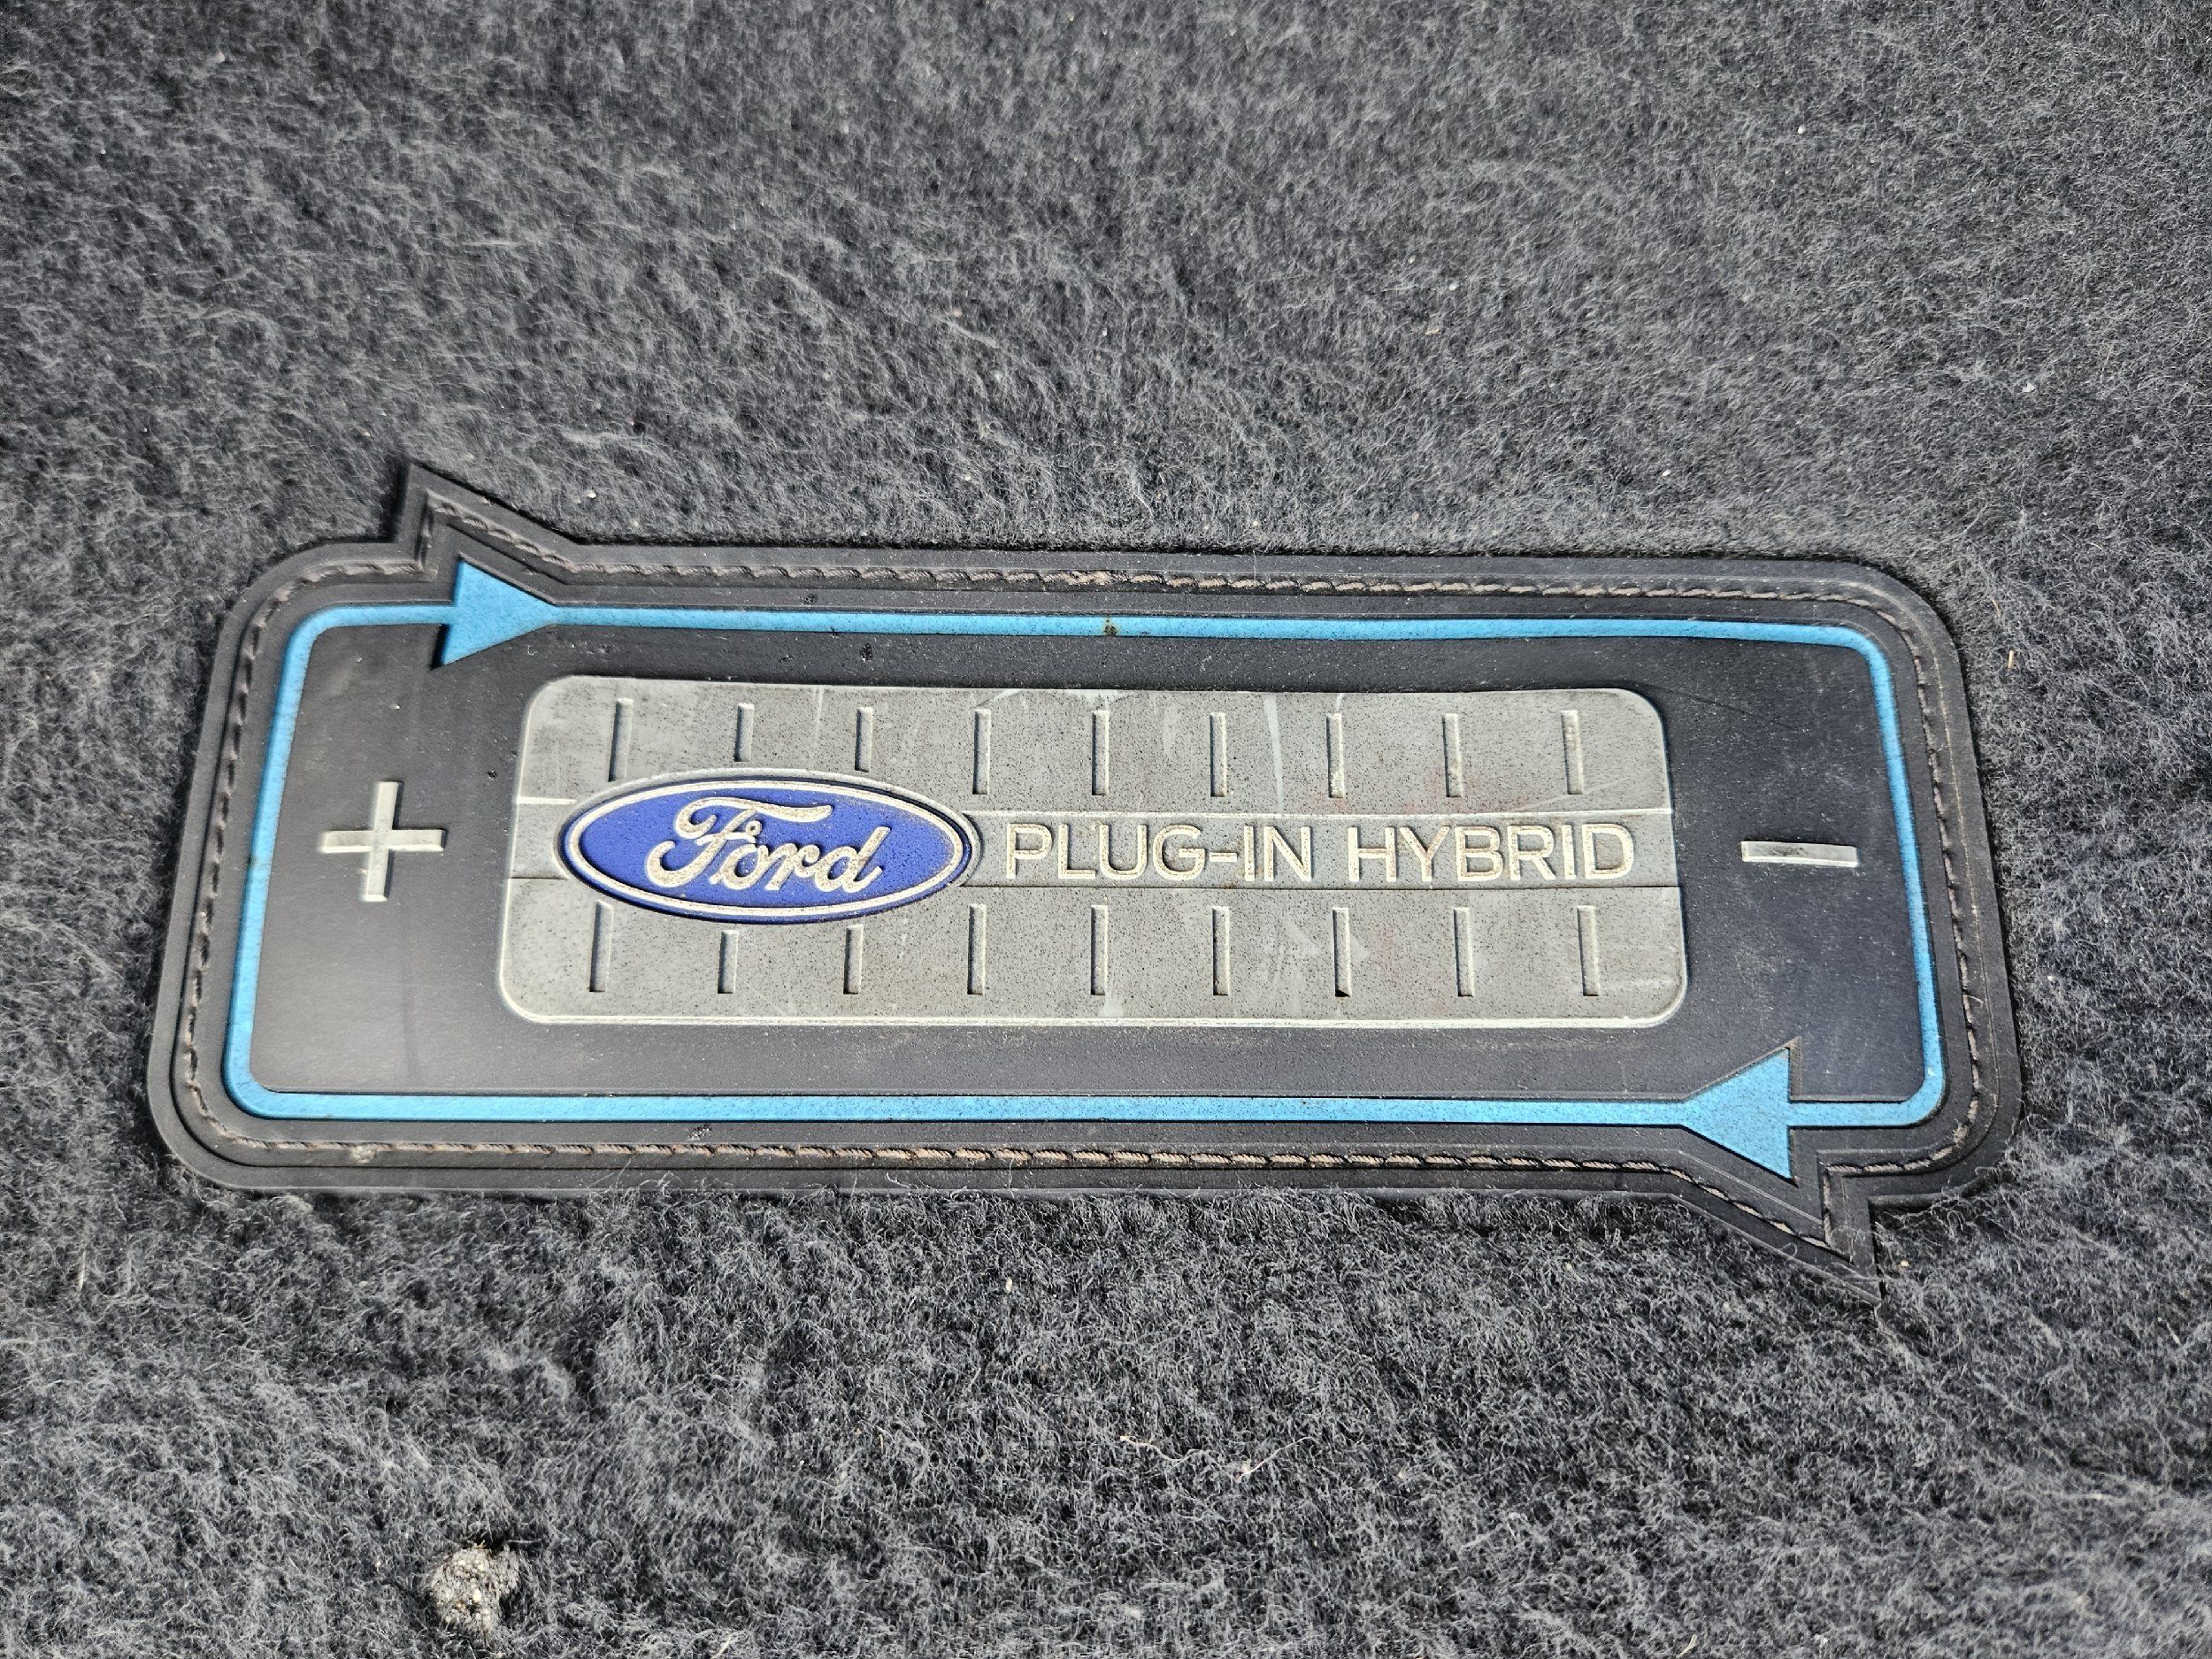 + Ford PLUG-IN HYBRID −